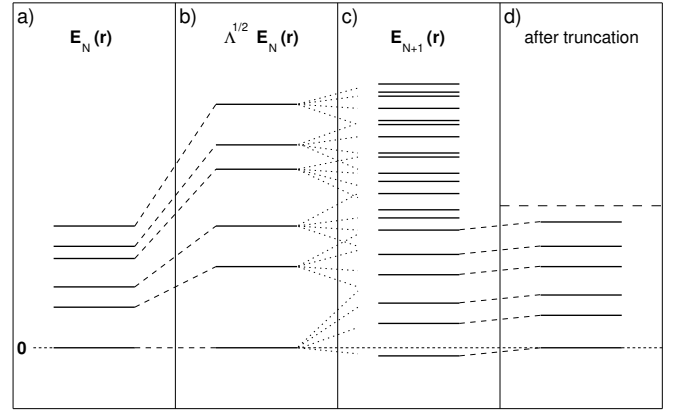 a)
E_N (r)
b)
Λ^1/2 E_N (r)
c)
E_N+1 (r)
d)
after truncation
0